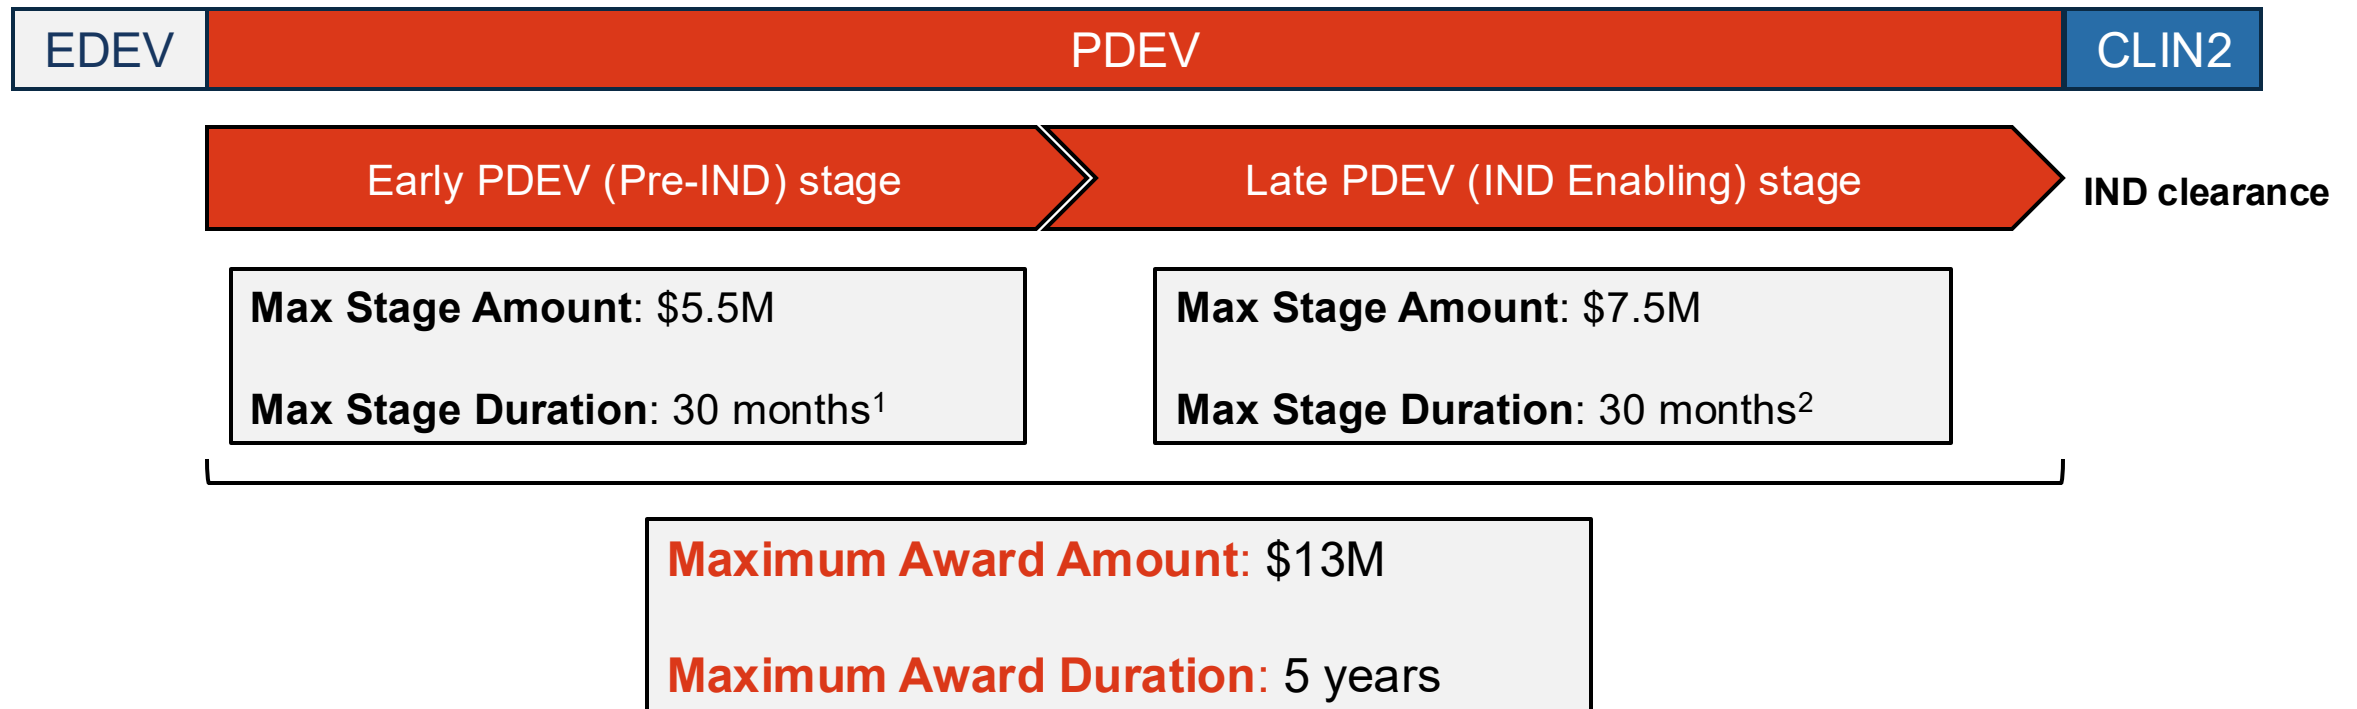 EDEV
PDEV
CLIN2
Early PDEV (Pre-IND) stage
Late PDEV (IND Enabling) stage
IND clearance
Max Stage Amount: $5.5M
Max Stage Duration: 30 months¹
Max Stage Amount: $7.5M
Max Stage Duration: 30 months²
Maximum Award Amount: $13M
Maximum Award Duration: 5 years